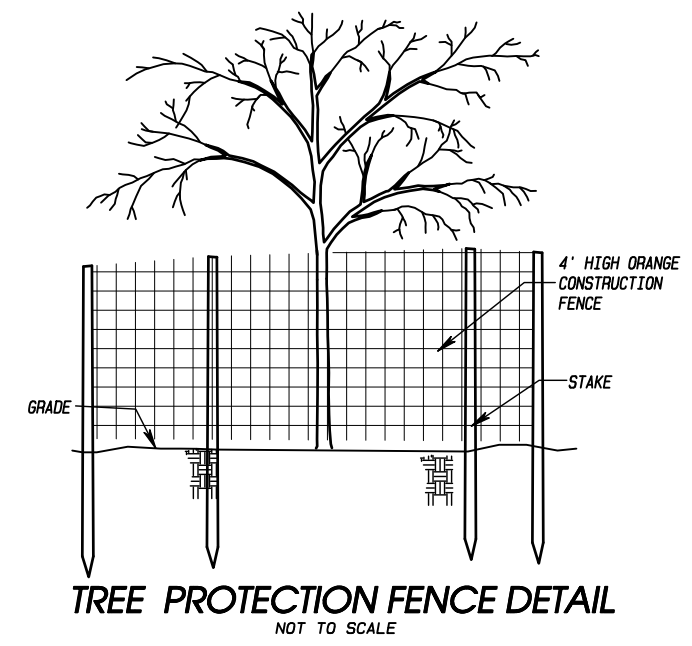 4' HIGH ORANGE
CONSTRUCTION
FENCE
STAKE
GRADE
TREE PROTECTION FENCE DETAIL
NOT TO SCALE